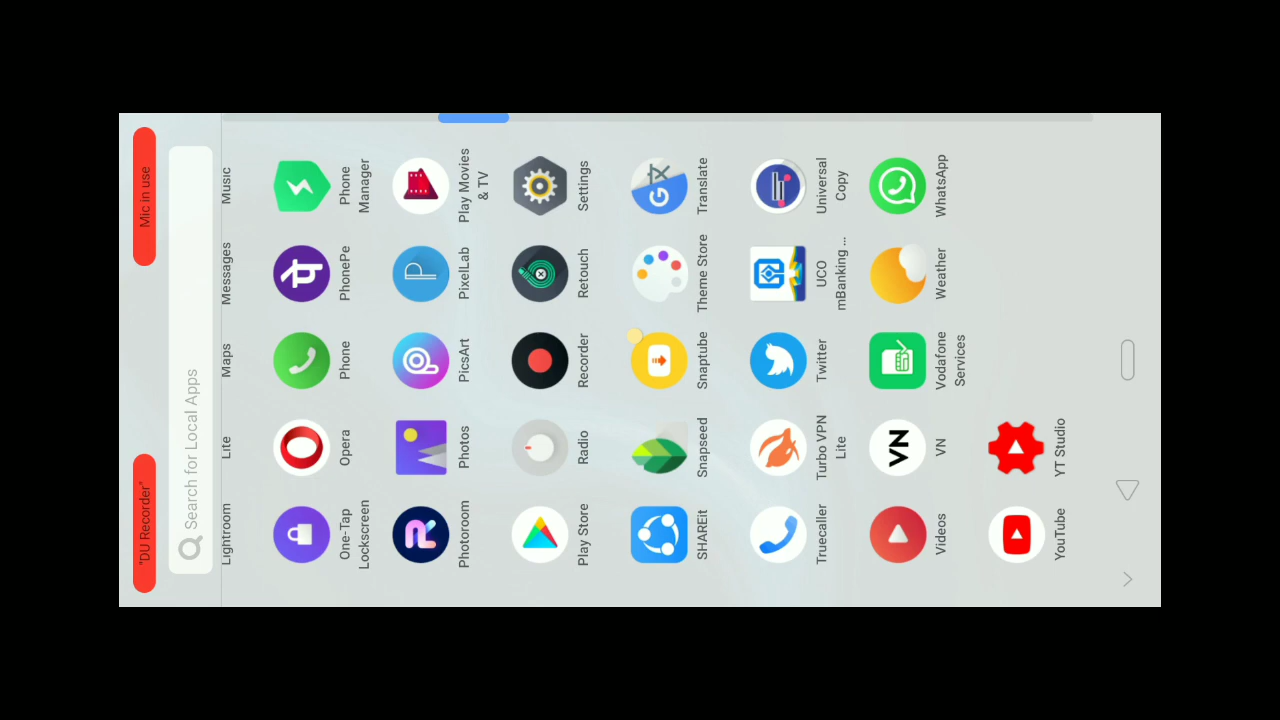 "DU Recorder" Mic in use
Search for Local Apps
Lightroom Lite Maps Messages Music
One-Tap Lockscreen
Opera
Phone
PhonePe
Phone Manager
Photoroom
Photos
PicsArt
PixelLab
Play Movies & TV
Play Store
Radio
Recorder
Retouch
Settings
SHAREit
Snapseed
Snaptube
Theme Store
Translate
Truecaller
Turbo VPN Lite
Twitter
UCO mBanking ...
Universal Copy
Videos
VN
VN
Vodafone Services
Weather
WhatsApp
YouTube
YT Studio